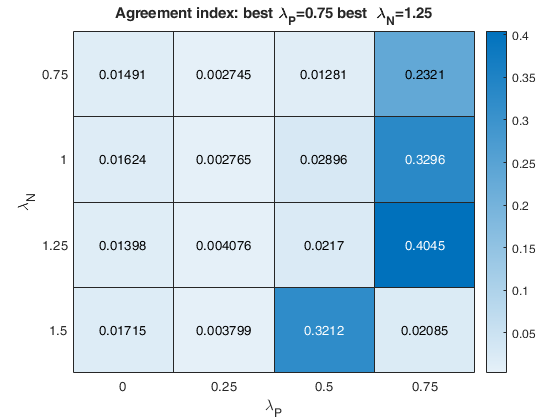 Agreement index: best λP=0.75 best λN=1.25
0.75 0.01491 0.002745 0.01281 0.2321
1 0.01624 0.002765 0.02896 0.3296
1.25 0.01398 0.004076 0.0217 0.4045
1.5 0.01715 0.003799 0.3212 0.02085
0 0.25 0.5 0.75
λP
λN
0.4
0.35
0.3
0.25
0.2
0.15
0.1
0.05